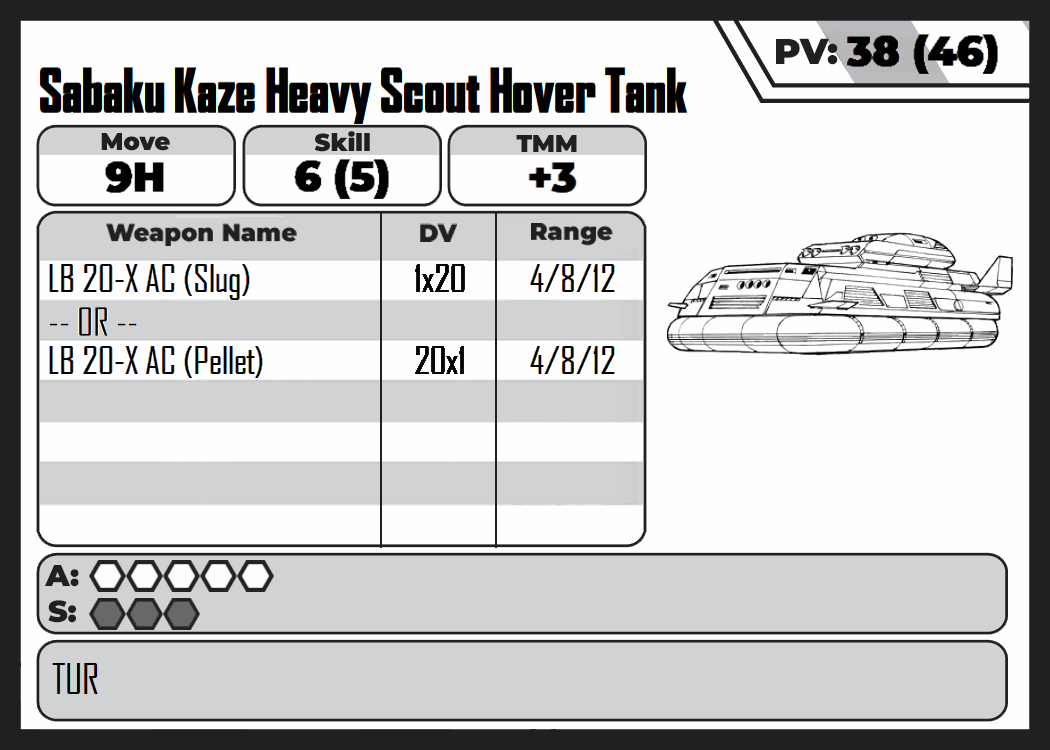 PV: 38 (46)
Sabaku Kaze Heavy Scout Hover Tank
Move Skill TMM
9H 6 (5) +3
Weapon Name DV Range
LB 20-X AC (Slug) 1x20 4/8/12
-- OR --
LB 20-X AC (Pellet) 20x1 4/8/12
A:
S:
TUR